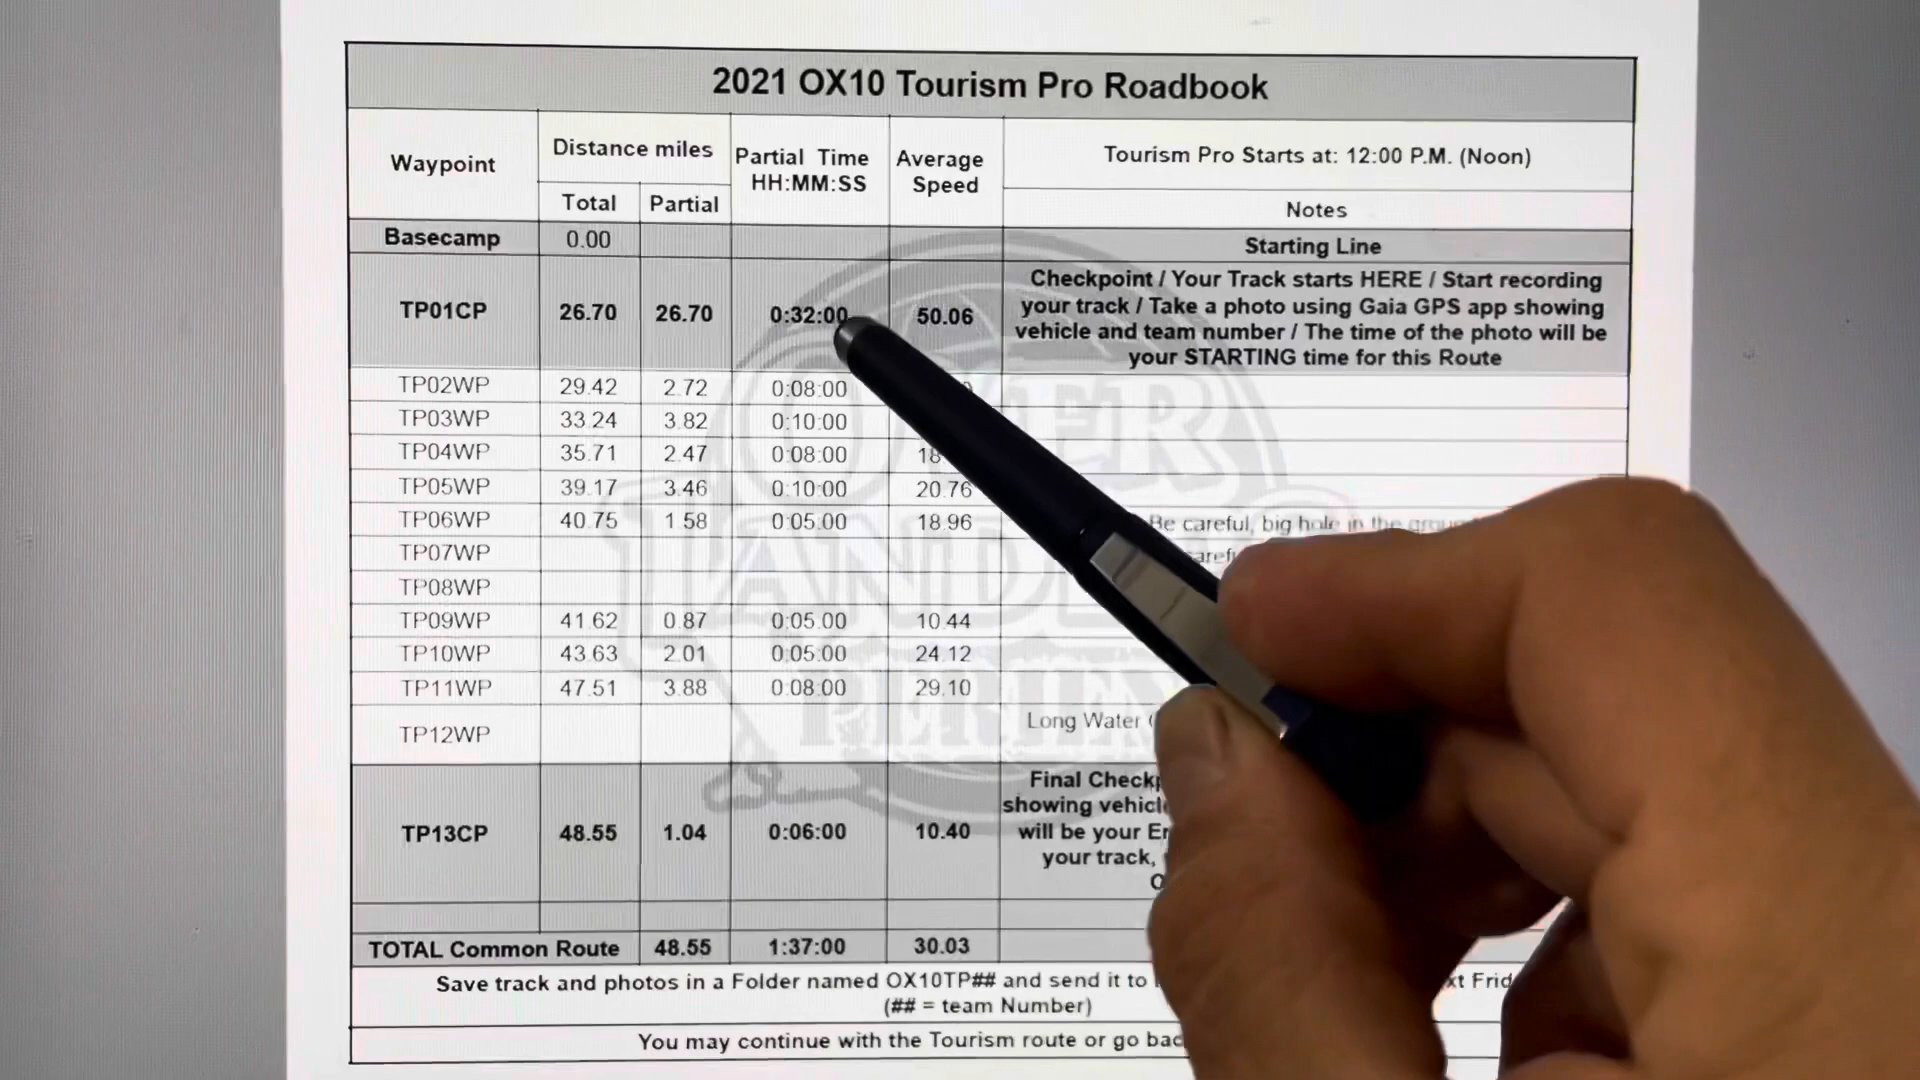 2021 OX10 Tourism Pro Roadbook
Waypoint Distance miles Partial Time HH:MM:SS Average Speed Tourism Pro Starts at: 12:00 P.M. (Noon)
Total Partial Notes
Basecamp 0.00 Starting Line
TP01CP 26.70 26.70 0:32:00 50.06
Checkpoint / Your Track starts HERE / Start recording
your track / Take a photo using Gaia GPS app showing
vehicle and team number / The time of the photo will be
your STARTING time for this Route
TP02WP 29.42 2.72 0:08:00
TP03WP 33.24 3.82 0:10:00
TP04WP 35.71 2.47 0:08:00 18
TP05WP 39.17 3.46 0:10:00 20.76
TP06WP 40.75 1.58 0:05:00 18.96 Be careful, big hole in the
TP07WP
TP08WP
TP09WP 41.62 0.87 0:05:00 10.44
TP10WP 43.63 2.01 0:05:00 24.12
TP11WP 47.51 3.88 0:08:00 29.10
TP12WP Long Water
TP13CP 48.55 1.04 0:06:00 10.40
Final
showing
will be your
your track,
TOTAL Common Route 48.55 1:37:00 30.03
Save track and photos in a Folder named OX10TP## and send it to
(## = team Number)
You may continue with the Tourism route or go